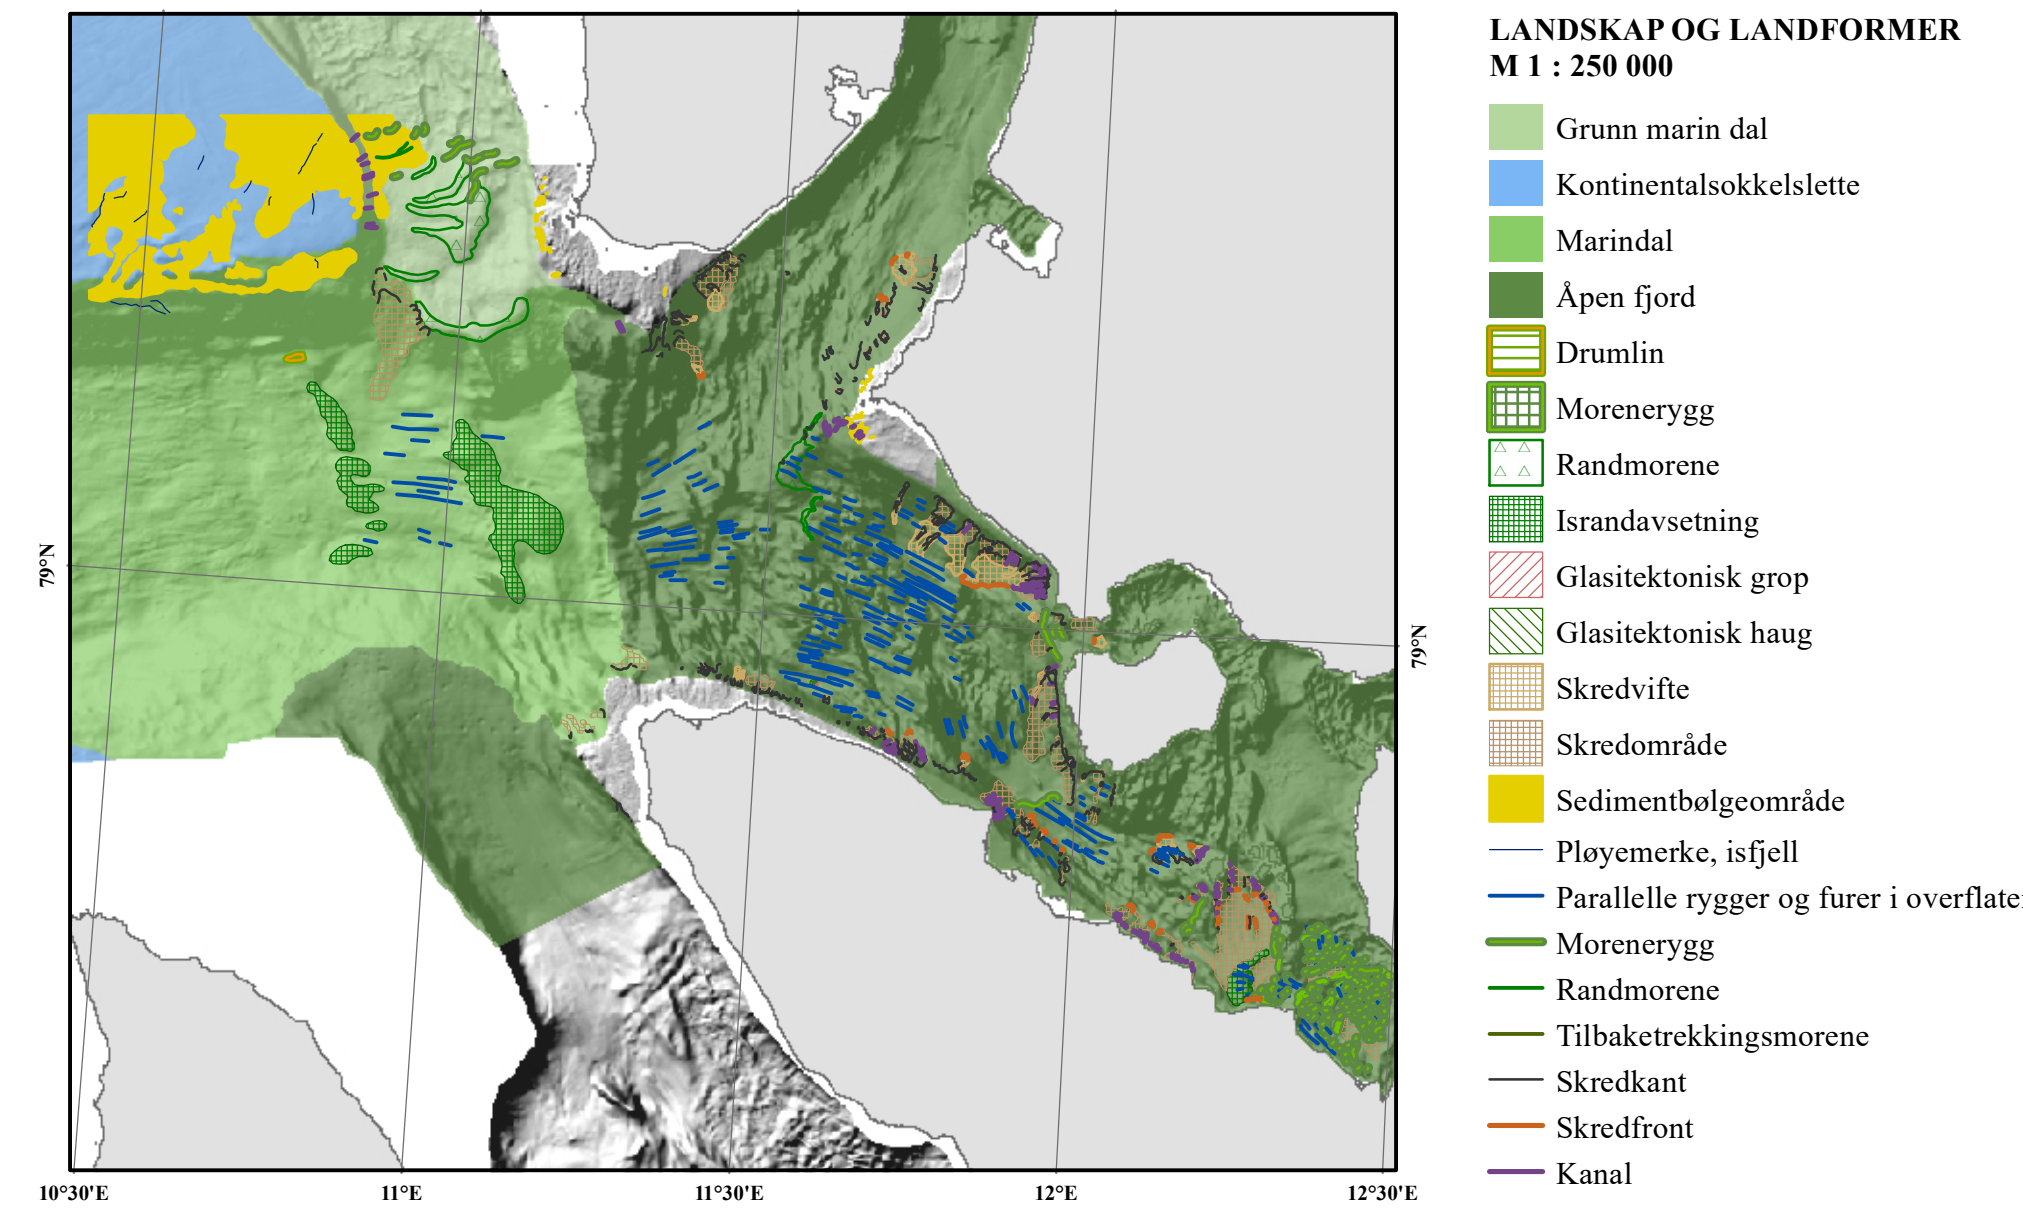 LANDSKAP OG LANDFORMER
M 1 : 250 000
Grunn marin dal
Kontinentalsokkelslette
Marindal
Åpen fjord
Drumlin
Morenerygg
Randmorene
Israndavsetning
Glasitektonisk grop
Glasitektonisk haug
Skredvifte
Skredområde
Sedimentbølgeområde
Pløyemerke, isfjell
Parallelle rygger og furer i
Morenerygg
Randmorene
Tilbaketrekkingsmorene
Skredkant
Skredfront
Kanal
79°N
79°N
10°30'E
11°E
11°30'E
12°E
12°30'E